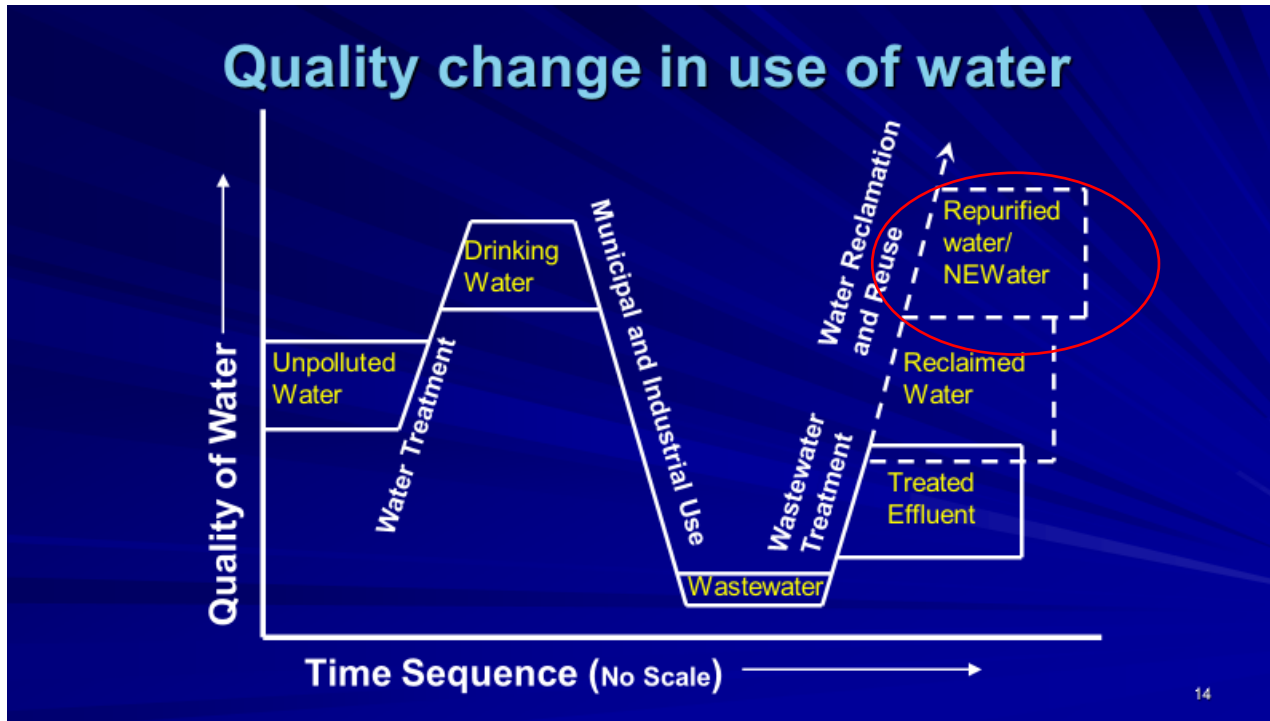 Quality change in use of water
Quality of Water
Unpolluted
Water
Water Treatment
Drinking
Water
Municipal and Industrial Use
Wastewater
Wastewater
Treatment
Water Reclamation
and Reuse
Repurified
water/
NEWater
Reclaimed
Water
Treated
Effluent
Time Sequence (No Scale)
14